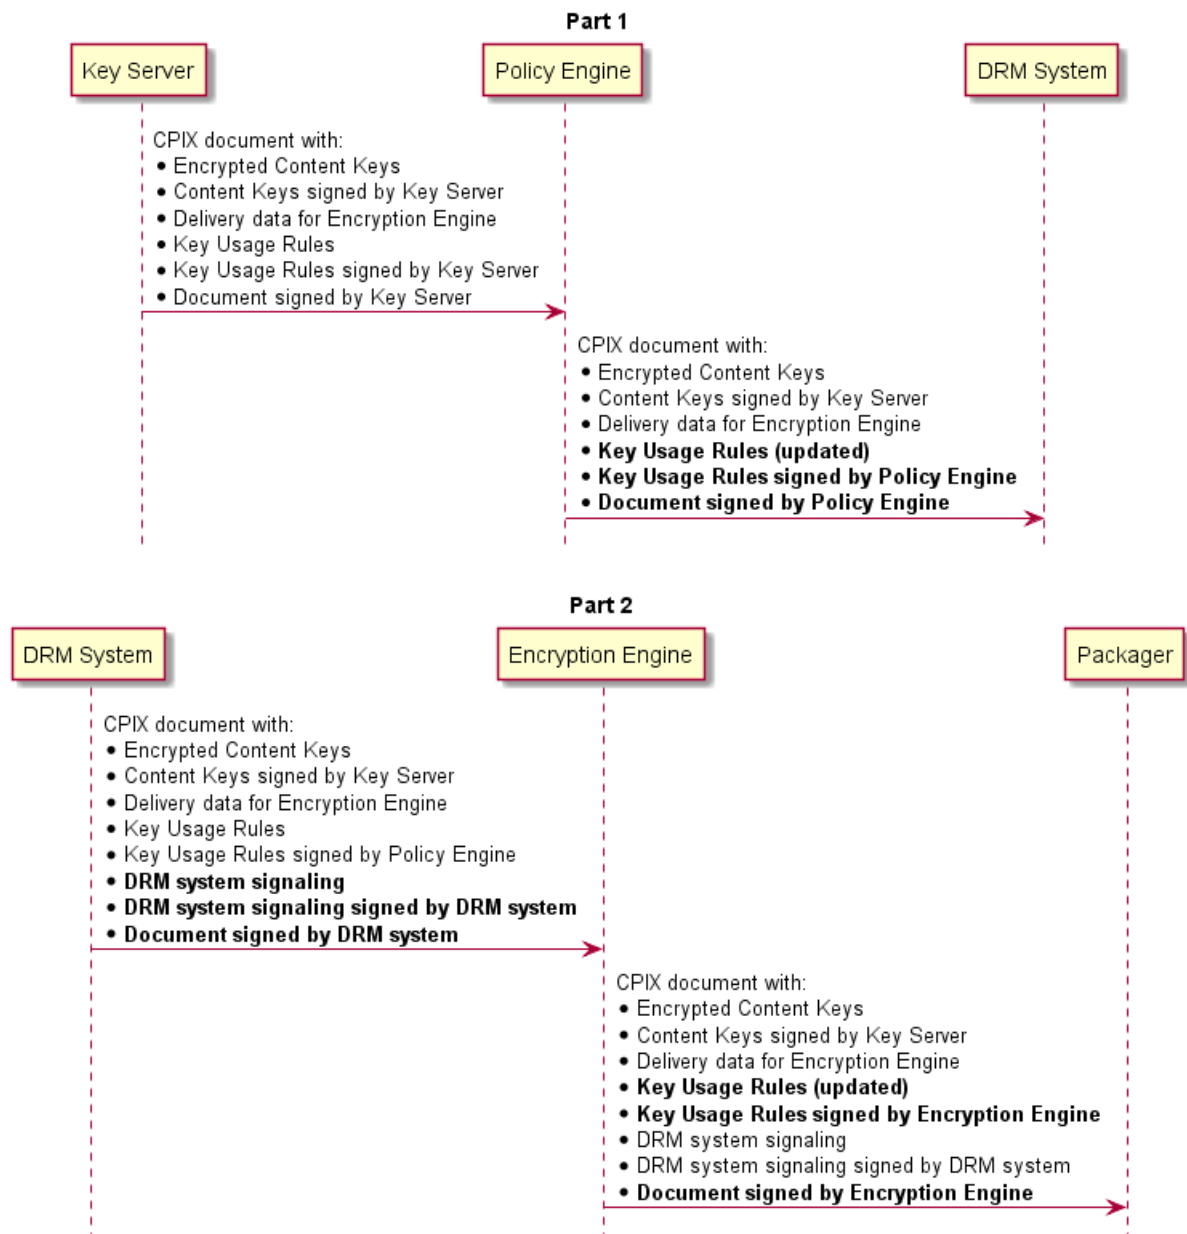 Part 1
Key Server
Policy Engine
DRM System
CPIX document with:
• Encrypted Content Keys
• Content Keys signed by Key Server
• Delivery data for Encryption Engine
• Key Usage Rules
• Key Usage Rules signed by Key Server
• Document signed by Key Server
CPIX document with:
• Encrypted Content Keys
• Content Keys signed by Key Server
• Delivery data for Encryption Engine
• Key Usage Rules (updated)
• Key Usage Rules signed by Policy Engine
• Document signed by Policy Engine
Part 2
DRM System
Encryption Engine
Packager
CPIX document with:
• Encrypted Content Keys
• Content Keys signed by Key Server
• Delivery data for Encryption Engine
• Key Usage Rules
• Key Usage Rules signed by Policy Engine
• DRM system signaling
• DRM system signaling signed by DRM system
• Document signed by DRM system
CPIX document with:
• Encrypted Content Keys
• Content Keys signed by Key Server
• Delivery data for Encryption Engine
• Key Usage Rules (updated)
• Key Usage Rules signed by Encryption Engine
• DRM system signaling
• DRM system signaling signed by DRM system
• Document signed by Encryption Engine